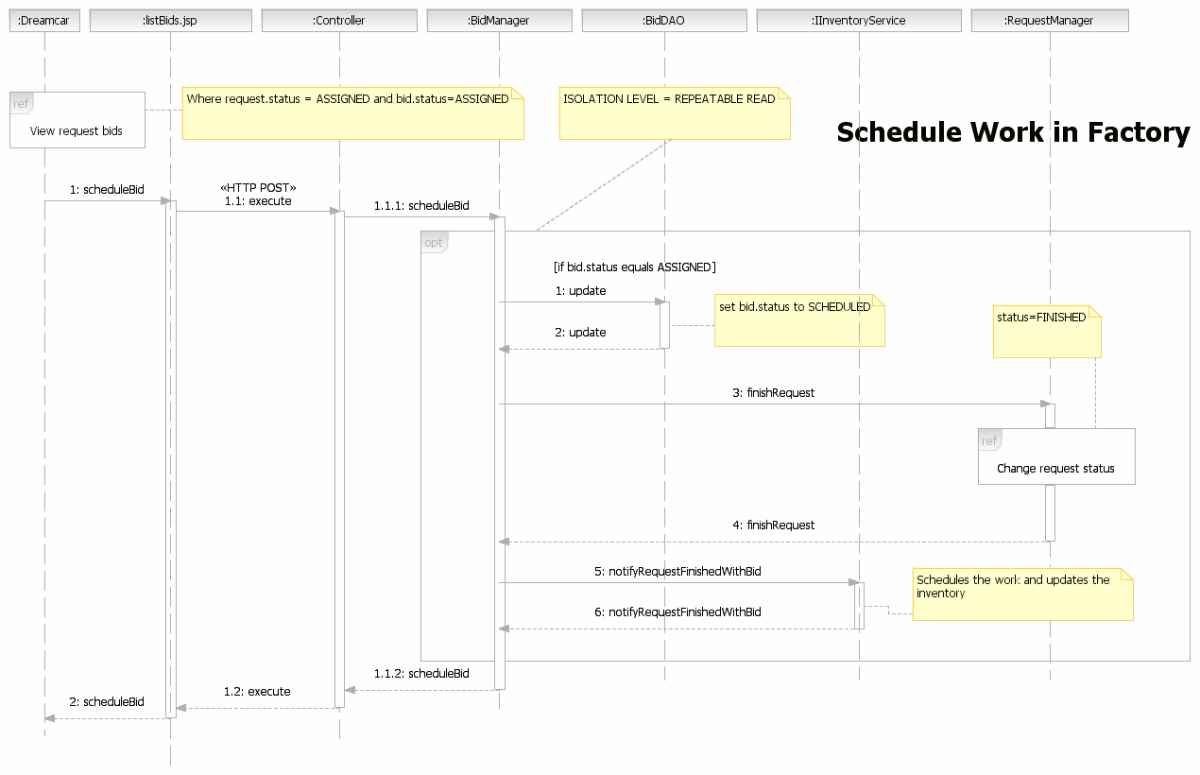 :Dreamcar
:listBids.jsp
:Controller
:BidManager
:BidDAO
:IInventoryService
:RequestManager
ref
View request bids
Where request.status = ASSIGNED and bid.status=ASSIGNED
ISOLATION LEVEL = REPEATABLE READ
Schedule Work in Factory
1: scheduleBid
«HTTP POST»
1.1: execute
1.1.1: scheduleBid
opt
[if bid.status equals ASSIGNED]
1: update
set bid.status to SCHEDULED
status=FINISHED
2: update
3: finishRequest
ref
Change request status
4: finishRequest
5: notifyRequestFinishedWithBid
Schedules the work and updates the
inventory
6: notifyRequestFinishedWithBid
1.1.2: scheduleBid
1.2: execute
2: scheduleBid